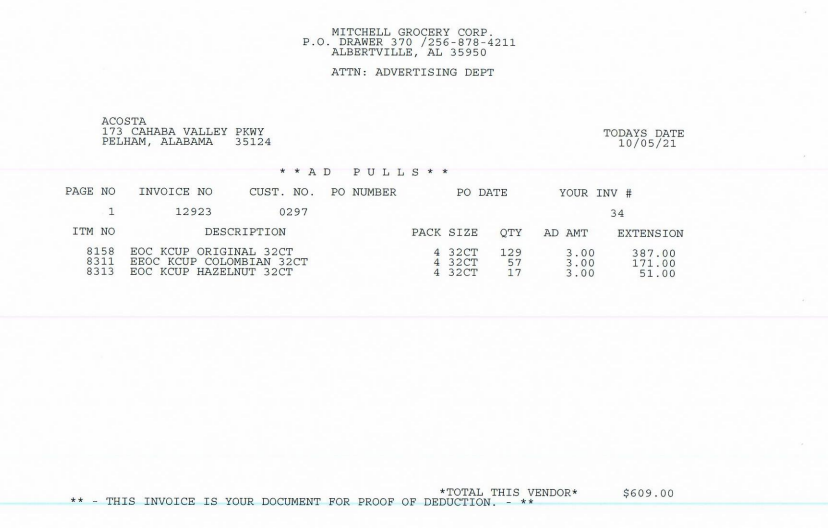 MITCHELL GROCERY CORP.
P.O. DRAWER 370 /256-878-4211
ALBERTVILLE, AL 35950
ATTN: ADVERTISING DEPT
ACOSTA
173 CAHABA VALLEY PKWY
PELHAM, ALABAMA 35124
TODAYS DATE
10/05/21
* * A D P U L L S * *
PAGE NO INVOICE NO CUST. NO. PO NUMBER PO DATE YOUR INV #
1 12923 0297 34
ITM NO DESCRIPTION PACK SIZE QTY AD AMT EXTENSION
8158 EOC KCUP ORIGINAL 32CT 4 32CT 129 3.00 387.00
8311 EEOC KCUP COLOMBIAN 32CT 4 32CT 57 3.00 171.00
8313 EOC KCUP HAZELNUT 32CT 4 32CT 17 3.00 51.00
*TOTAL THIS VENDOR* $609.00
** - THIS INVOICE IS YOUR DOCUMENT FOR PROOF OF DEDUCTION. - **